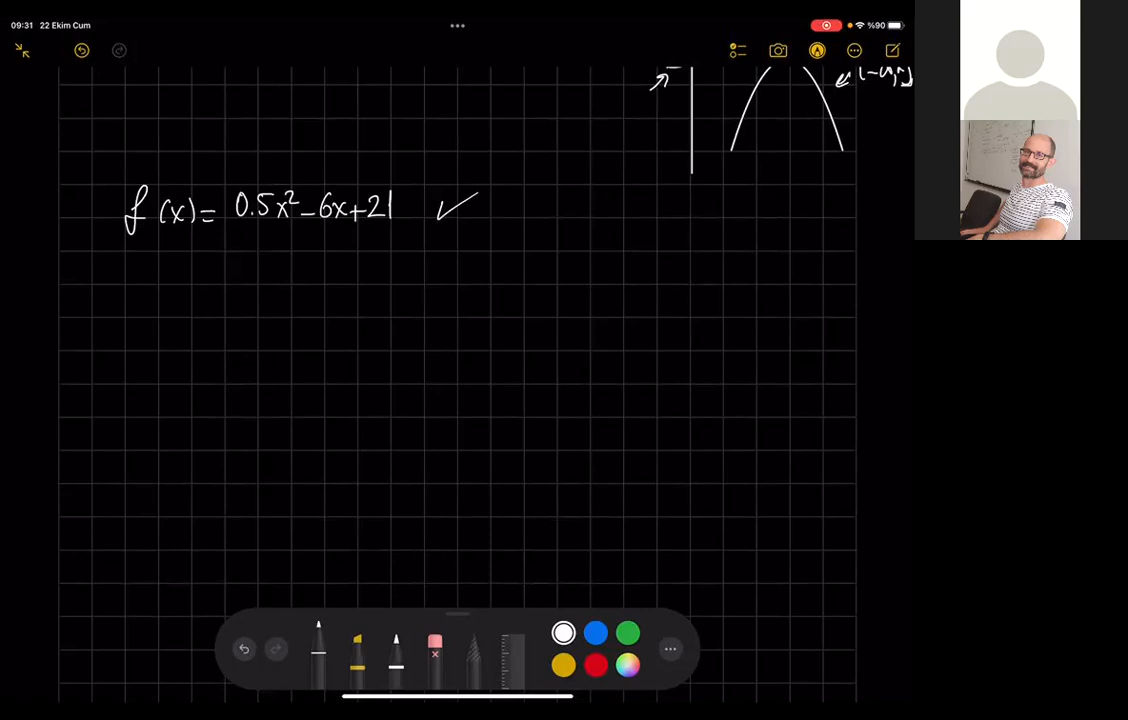 09:31 22 Ekim Cum
%90
f(x) = 0.5x² - 6x + 21 ✓